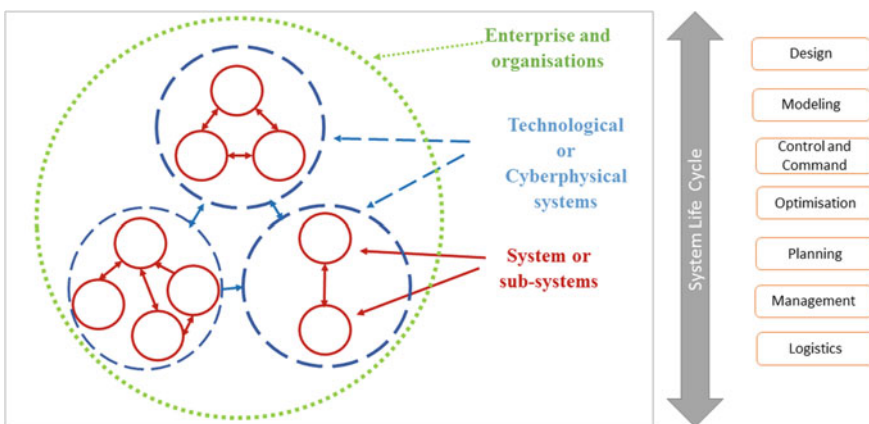 Enterprise and
organisations
Technological
or
Cyberphysical
systems
System or
sub-systems
System Life Cycle
Design
Modeling
Control and
Command
Optimisation
Planning
Management
Logistics